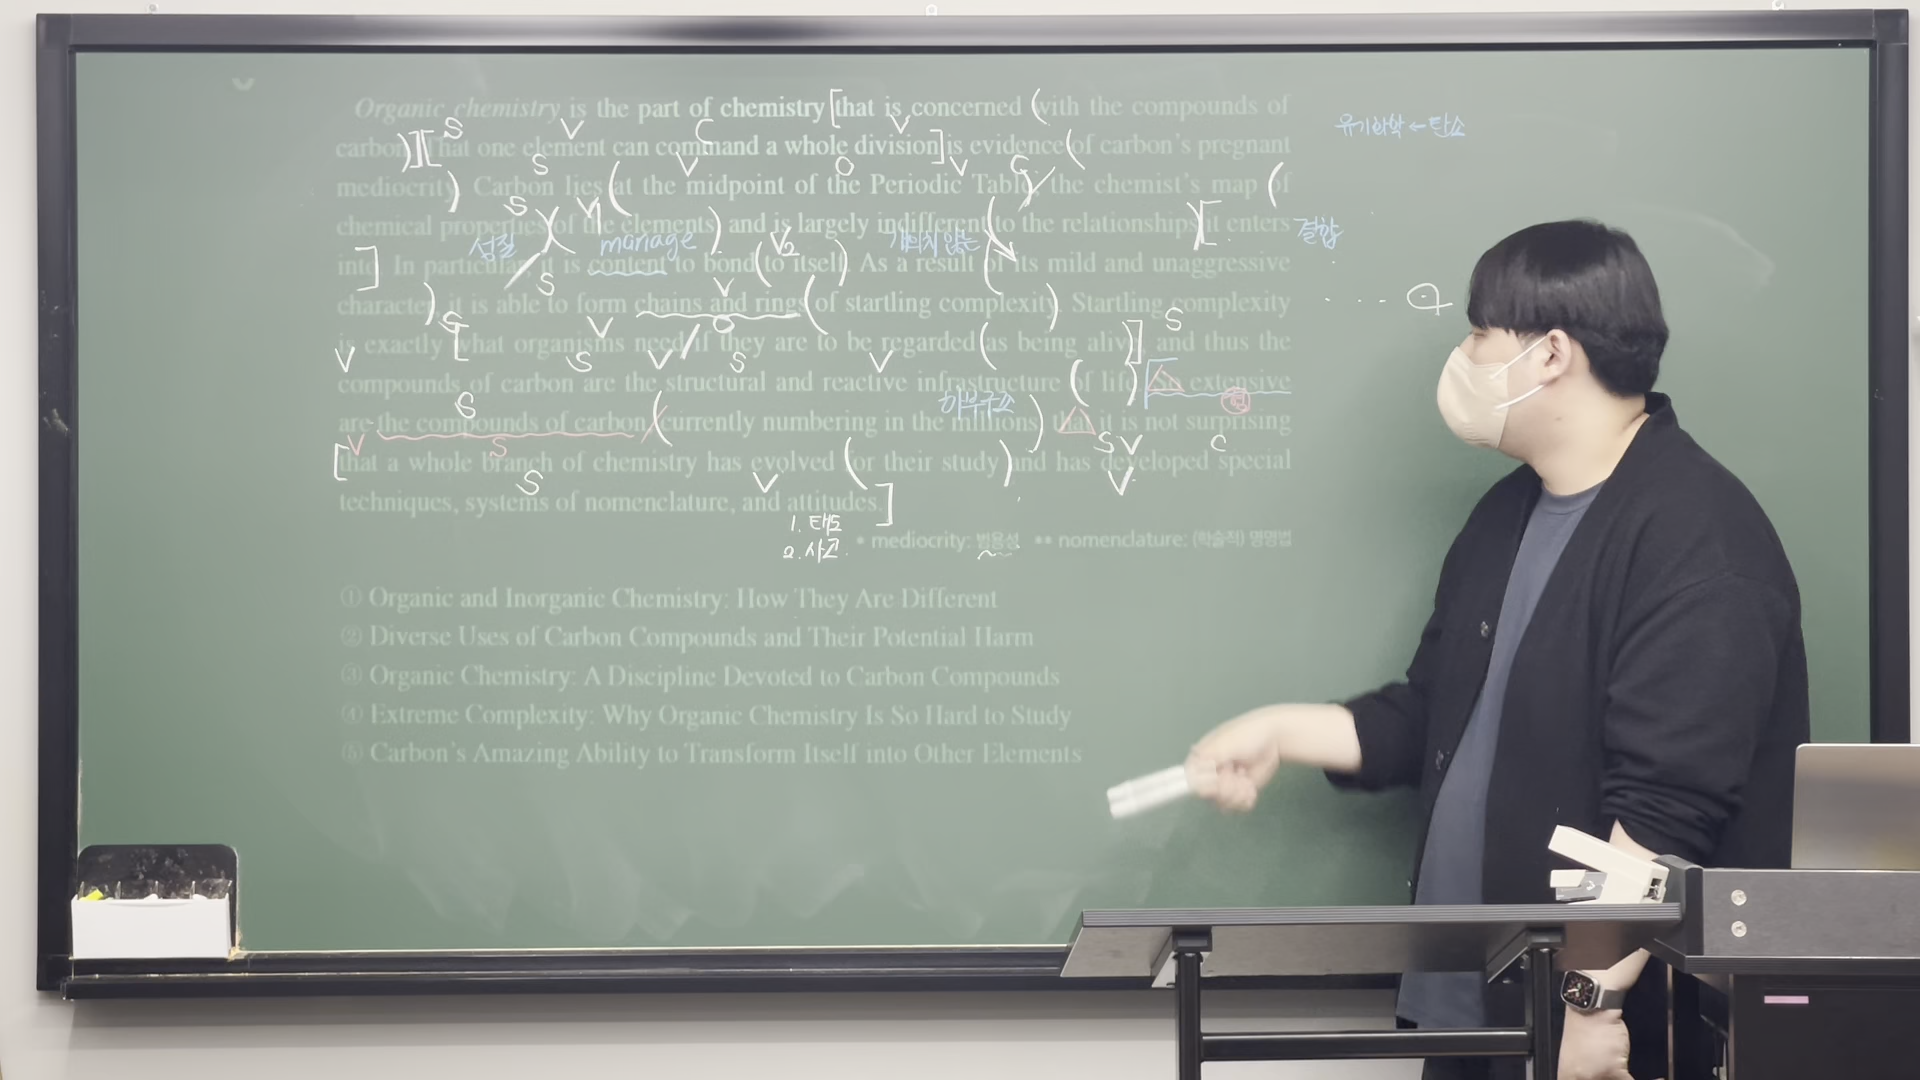 Organic chemistry is the part of chemistry [that is concerned (with the compounds of
유기화학 ← 탄소
S V C V
carbon)][That one element can command a whole division] is evidence (of carbon's pregnant
S V O V C
mediocrity). Carbon lies (at the midpoint of the Periodic Table), the chemist's map (of
S V1
chemical properties (of the elements), and is largely indifferent (to the relationships) [it enters
성질 marriage V2 개의치 않는 결합
into]. In particular, it is content to bond (to itself). As a result (of its mild and unaggressive
S V
character), it is able to form chains and rings (of startling complexity). Startling complexity
S V O S
is exactly [what organisms need if they are to be regarded (as being alive)], and thus the
V S V S V
compounds of carbon are the structural and reactive infrastructure (of life). So extensive
S 하부구조
are the compounds of carbon, (currently numbering in the millions), that it is not surprising
V S S V C
[that a whole branch of chemistry has evolved (for their study) and has developed special
S V V
techniques, systems of nomenclature, and attitudes.]
1. 태도
2. 사고
* mediocrity: 범용성 ** nomenclature: (학술적) 명명법
① Organic and Inorganic Chemistry: How They Are Different
② Diverse Uses of Carbon Compounds and Their Potential Harm
③ Organic Chemistry: A Discipline Devoted to Carbon Compounds
④ Extreme Complexity: Why Organic Chemistry Is So Hard to Study
⑤ Carbon's Amazing Ability to Transform Itself into Other Elements